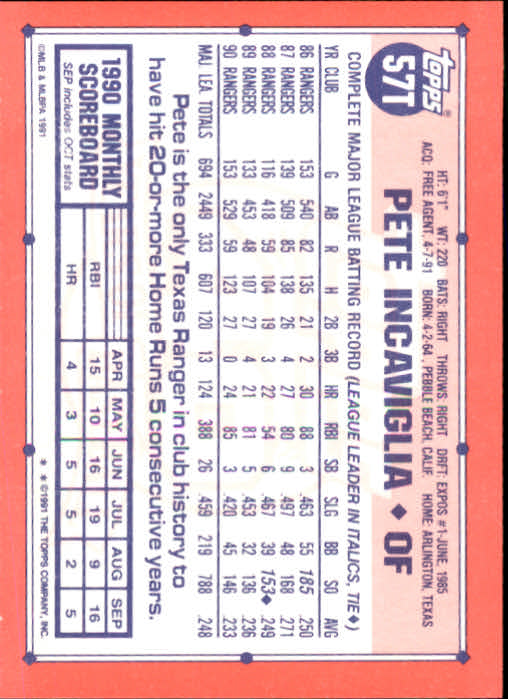 topps®
57T
HT: 6'1" WT: 220 BATS: RIGHT THROWS: RIGHT DRFT: EXPOS #1-JUNE, 1985
ACQ: FREE AGENT, 4-7-91 BORN: 4-2-64, PEBBLE BEACH, CALIF. HOME: ARLINGTON, TEXAS
PETE INCAVIGLIA ♦ OF
COMPLETE MAJOR LEAGUE BATTING RECORD (LEAGUE LEADER IN ITALICS, TIE♦)
YR CLUB G AB R H 2B 3B HR RBI SB SLG BB SO AVG
86 RANGERS 153 540 82 135 21 2 30 88 3 .463 55 185 .250
87 RANGERS 139 509 85 138 26 4 27 80 9 .497 48 168 .271
88 RANGERS 116 418 59 104 19 3 22 54 6 .467 39 153♦ .249
89 RANGERS 133 453 48 107 27 4 21 81 5 .453 32 136 .236
90 RANGERS 153 529 59 123 27 0 24 85 3 .420 45 146 .233
MAJ. LEA. TOTALS 694 2449 333 607 120 13 124 388 26 .459 219 788 .248
Pete is the only Texas Ranger in club history to
have hit 20-or-more Home Runs 5 consecutive years.
1990 MONTHLY
SCOREBOARD
SEP includes OCT stats
APR MAY JUN JUL AUG SEP
RBI 15 10 16 19 9 16
HR 4 3 5 5 2 5
©MLB & MLBPA 1991
* * ©1991 THE TOPPS COMPANY, INC.